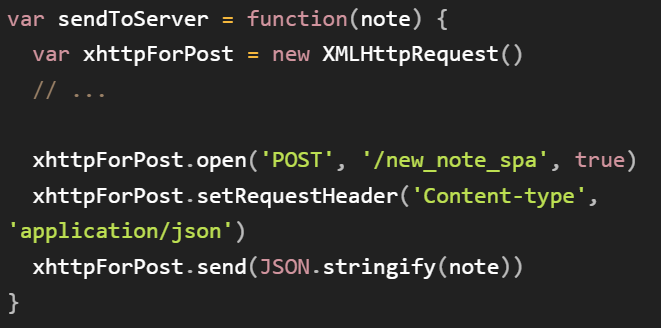 var sendToServer = function(note) {
  var xhttpForPost = new XMLHttpRequest()
  // ...

  xhttpForPost.open('POST', '/new_note_spa', true)
  xhttpForPost.setRequestHeader('Content-type',
'application/json')
  xhttpForPost.send(JSON.stringify(note))
}